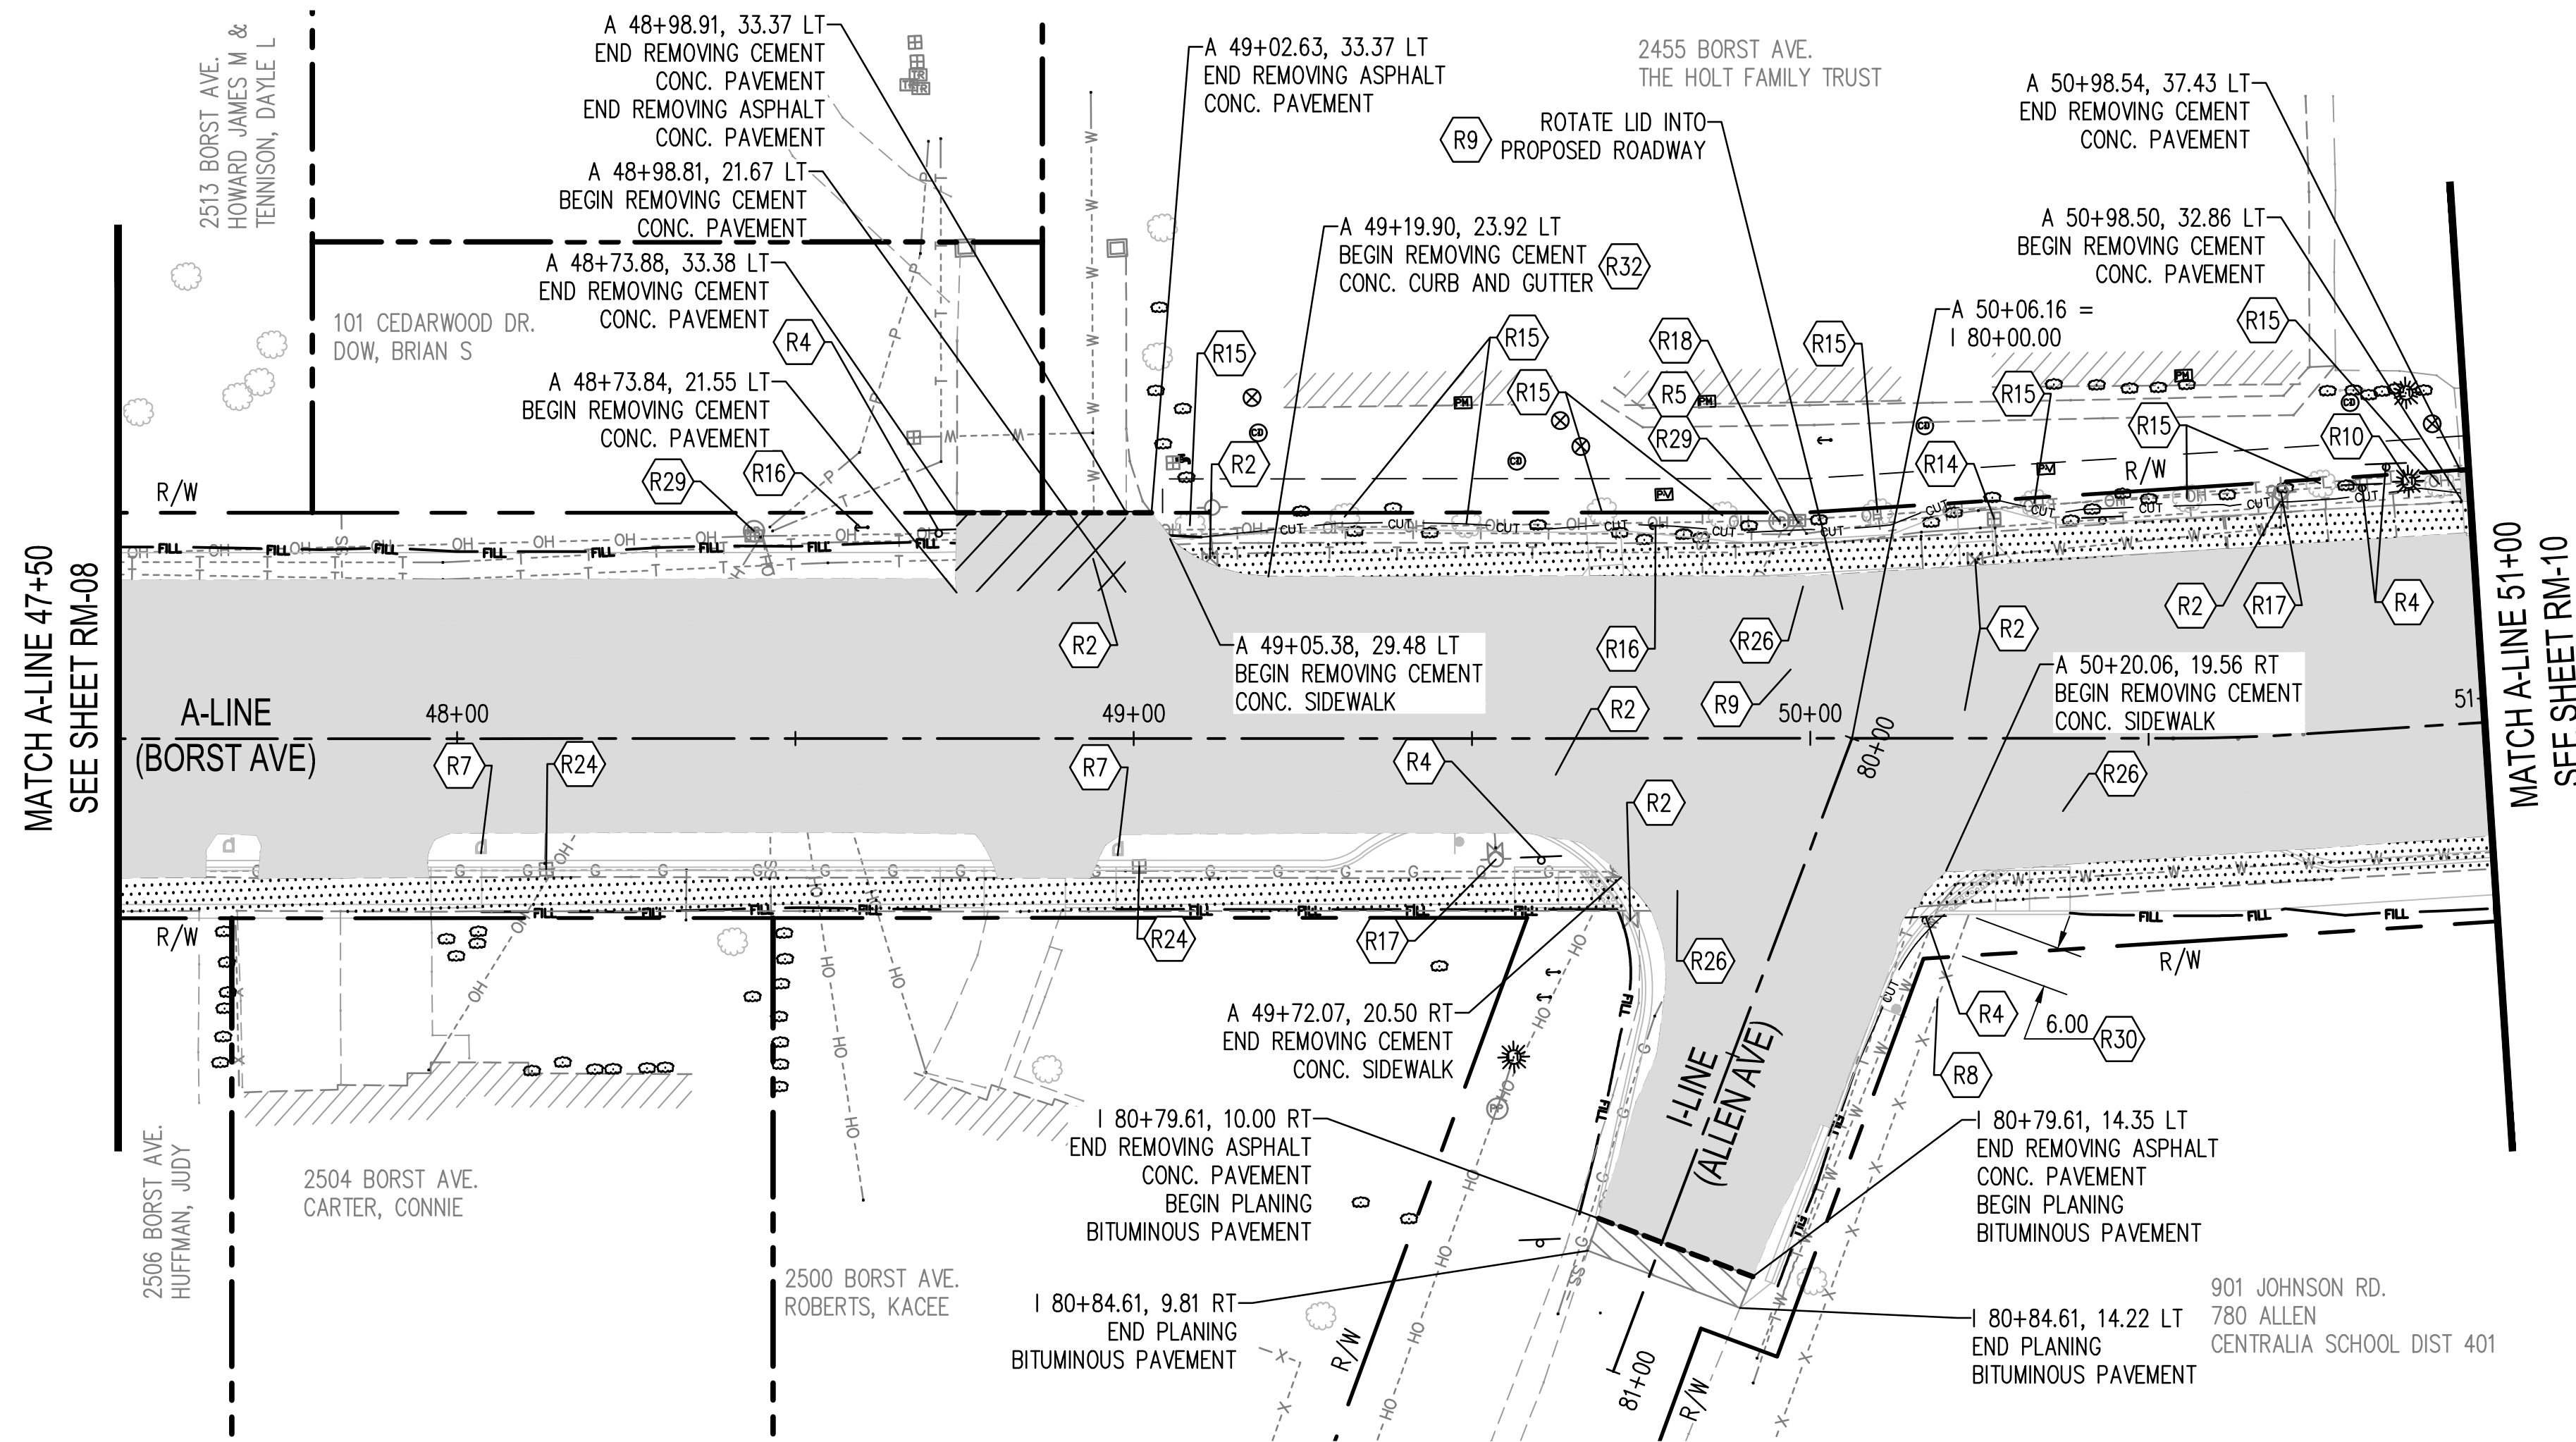 2513 BORST AVE.
HOWARD JAMES M &
TENNISON, DAYLE L
A 48+98.91, 33.37 LT
END REMOVING CEMENT
CONC. PAVEMENT
END REMOVING ASPHALT
CONC. PAVEMENT
A 48+98.81, 21.67 LT
BEGIN REMOVING CEMENT
CONC. PAVEMENT
A 48+73.88, 33.38 LT
END REMOVING CEMENT
CONC. PAVEMENT
R4
A 48+73.84, 21.55 LT
BEGIN REMOVING CEMENT
CONC. PAVEMENT
R29
R16
101 CEDARWOOD DR.
DOW, BRIAN S
R/W
A 49+02.63, 33.37 LT
END REMOVING ASPHALT
CONC. PAVEMENT
2455 BORST AVE.
THE HOLT FAMILY TRUST
R9
ROTATE LID INTO
PROPOSED ROADWAY
A 49+19.90, 23.92 LT
BEGIN REMOVING CEMENT
CONC. CURB AND GUTTER
R32
A 50+98.54, 37.43 LT
END REMOVING CEMENT
CONC. PAVEMENT
A 50+98.50, 32.86 LT
BEGIN REMOVING CEMENT
CONC. PAVEMENT
A 50+06.16 =
I 80+00.00
R15
R15
R15
R18
R5
R29
R15
R15
R15
R15
R10
R14
R2
R/W
MATCH A-LINE 47+50
SEE SHEET RM-08
R2
A 49+05.38, 29.48 LT
BEGIN REMOVING CEMENT
CONC. SIDEWALK
R16
R26
R9
R2
R2
R2
R17
R4
A 50+20.06, 19.56 RT
BEGIN REMOVING CEMENT
CONC. SIDEWALK
MATCH A-LINE 51+00
SEE SHEET RM-10
A-LINE
(BORST AVE)
48+00
49+00
50+00
51
80+00
R7
R24
R7
R4
R2
R26
R/W
R24
R17
R26
R/W
R4
6.00
R30
R8
A 49+72.07, 20.50 RT
END REMOVING CEMENT
CONC. SIDEWALK
I-LINE
(ALLEN AVE)
I 80+79.61, 10.00 RT
END REMOVING ASPHALT
CONC. PAVEMENT
BEGIN PLANING
BITUMINOUS PAVEMENT
I 80+79.61, 14.35 LT
END REMOVING ASPHALT
CONC. PAVEMENT
BEGIN PLANING
BITUMINOUS PAVEMENT
2506 BORST AVE.
HUFFMAN, JUDY
2504 BORST AVE.
CARTER, CONNIE
2500 BORST AVE.
ROBERTS, KACEE
I 80+84.61, 9.81 RT
END PLANING
BITUMINOUS PAVEMENT
I 80+84.61, 14.22 LT
END PLANING
BITUMINOUS PAVEMENT
901 JOHNSON RD.
780 ALLEN
CENTRALIA SCHOOL DIST 401
R/W
81+00
R/W